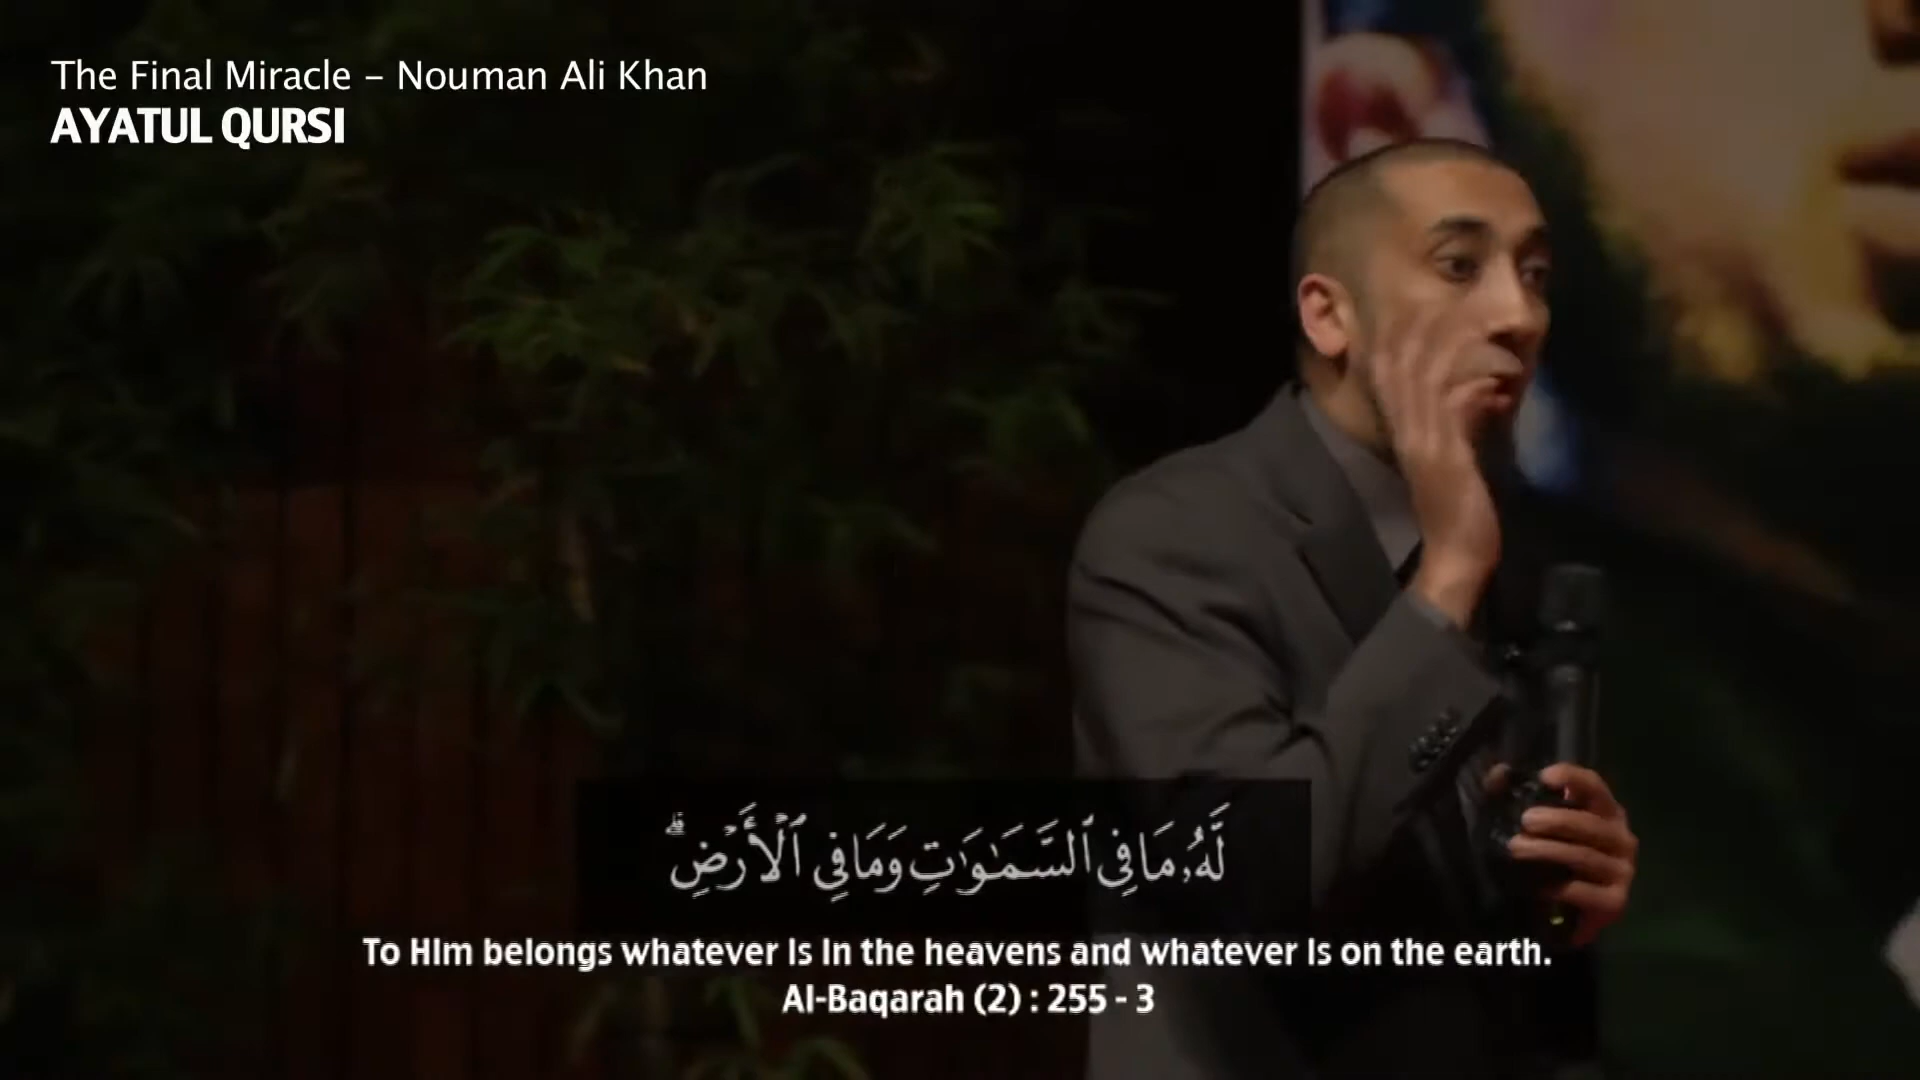 The Final Miracle – Nouman Ali Khan
AYATUL QURSI
لَّهُۥ مَا فِى ٱلسَّمَـٰوَٰتِ وَمَا فِى ٱلْأَرْضِ ۗ
To Him belongs whatever is in the heavens and whatever is on the earth.
Al-Baqarah (2) : 255 - 3